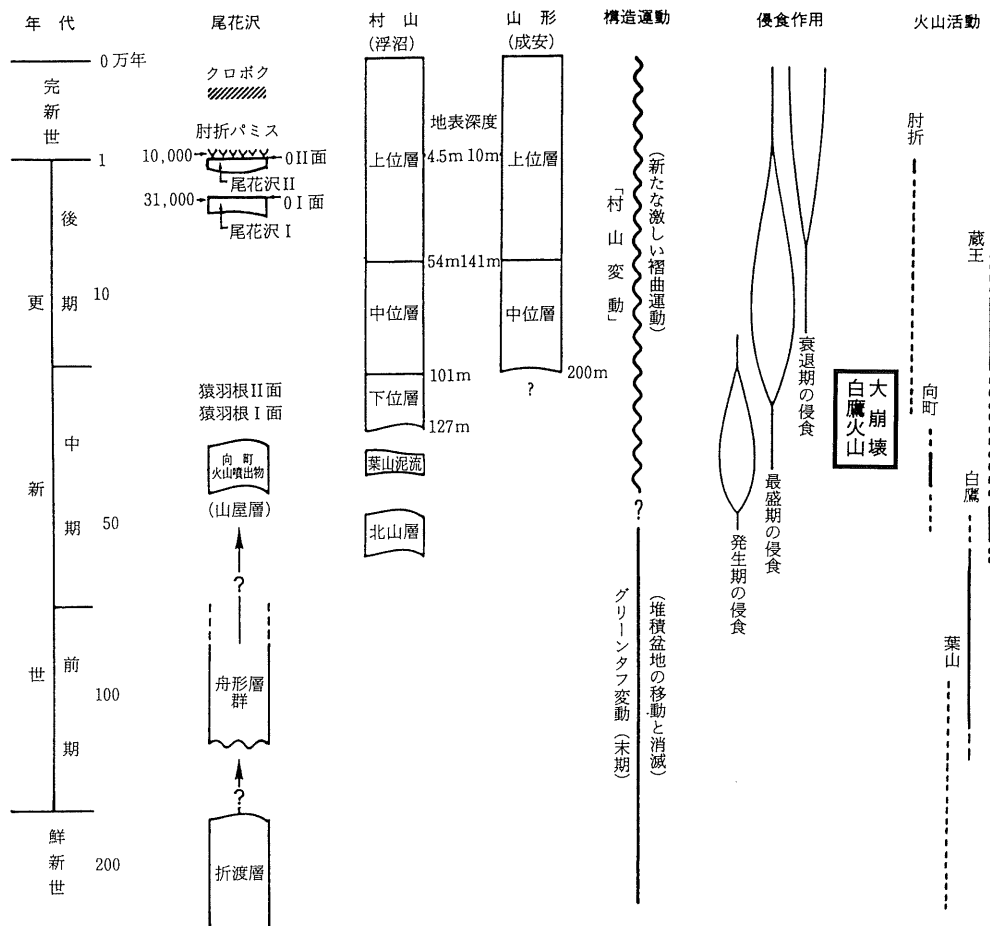 年代
尾花沢
村山
(浮沼)
山形
(成安)
構造運動
侵食作用
火山活動
0万年
完新世
1
後期
10
更新世
中期
50
前期
100
鮮新世
200
クロボク
肘折パミス
10,000
0II面
尾花沢II
31,000
0I面
尾花沢I
猿羽根II面
猿羽根I面
向町
火山噴出物
(山屋層)
?
舟形層
群
?
折渡層
上位層
中位層
下位層
葉山泥流
北山層
地表深度
4.5m 10m
54m 141m
101m
127m
上位層
中位層
200m
?
(新たな激しい褶曲運動)
「村山変動」
?
(堆積盆地の移動と消滅)
グリーンタフ変動(末期)
衰退期の侵食
最盛期の侵食
発生期の侵食
大崩壊
白鷹火山
肘折
蔵王
向町
白鷹
葉山